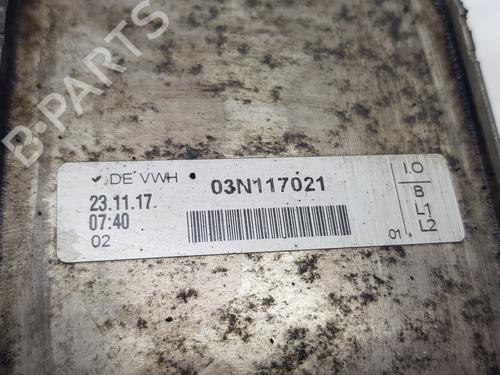 B-PARTS
✓ DE VWH
03N117021
I.O
23.11.17.
07:40
02
B
L1
L2
01